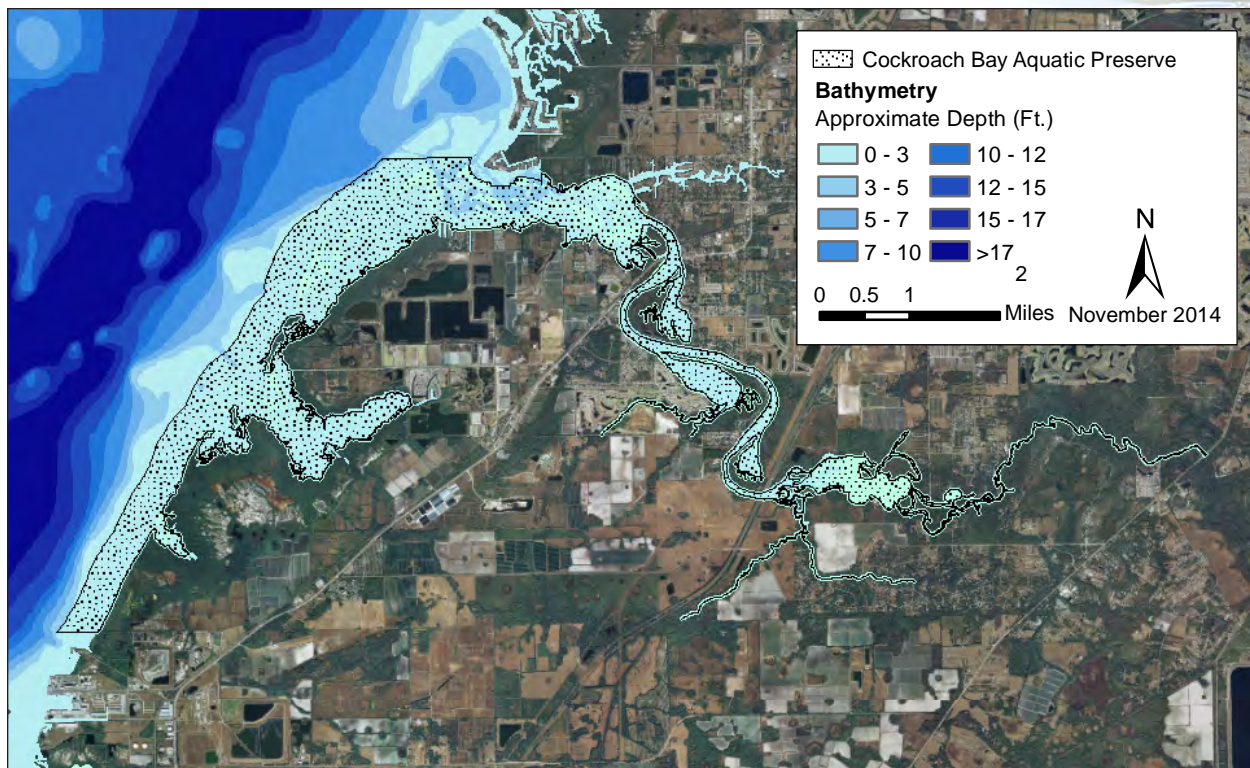 Cockroach Bay Aquatic Preserve
Bathymetry
Approximate Depth (Ft.)
0 - 3
10 - 12
3 - 5
12 - 15
5 - 7
15 - 17
7 - 10
>17
N
0 0.5 1 2
Miles
November 2014